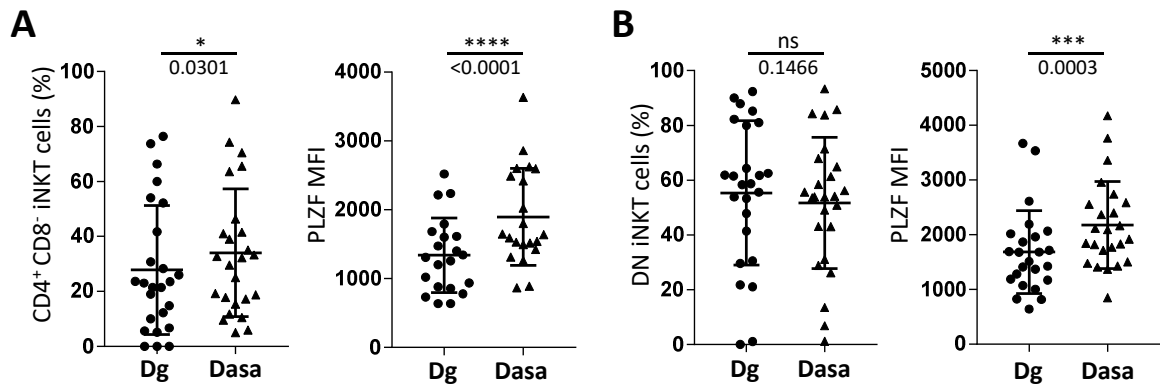 A
B
*
0.0301
CD4⁺ CD8⁻ iNKT cells (%)
100
80
60
40
20
0
Dg
Dasa
****
<0.0001
PLZF MFI
4000
3000
2000
1000
0
Dg
Dasa
ns
0.1466
DN iNKT cells (%)
100
80
60
40
20
0
Dg
Dasa
***
0.0003
PLZF MFI
5000
4000
3000
2000
1000
0
Dg
Dasa